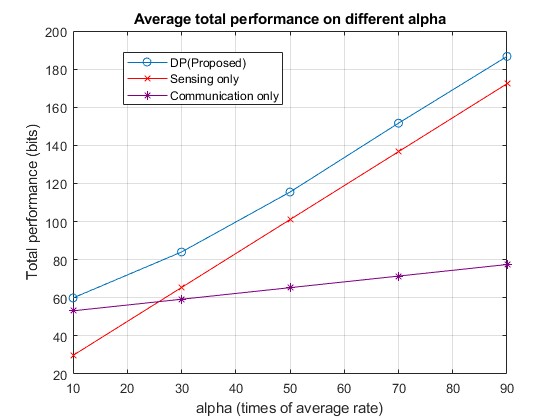 Average total performance on different alpha
200
180
160
140
120
100
80
60
40
20
Total performance (bits)
DP(Proposed)
Sensing only
Communication only
10 20 30 40 50 60 70 80 90
alpha (times of average rate)